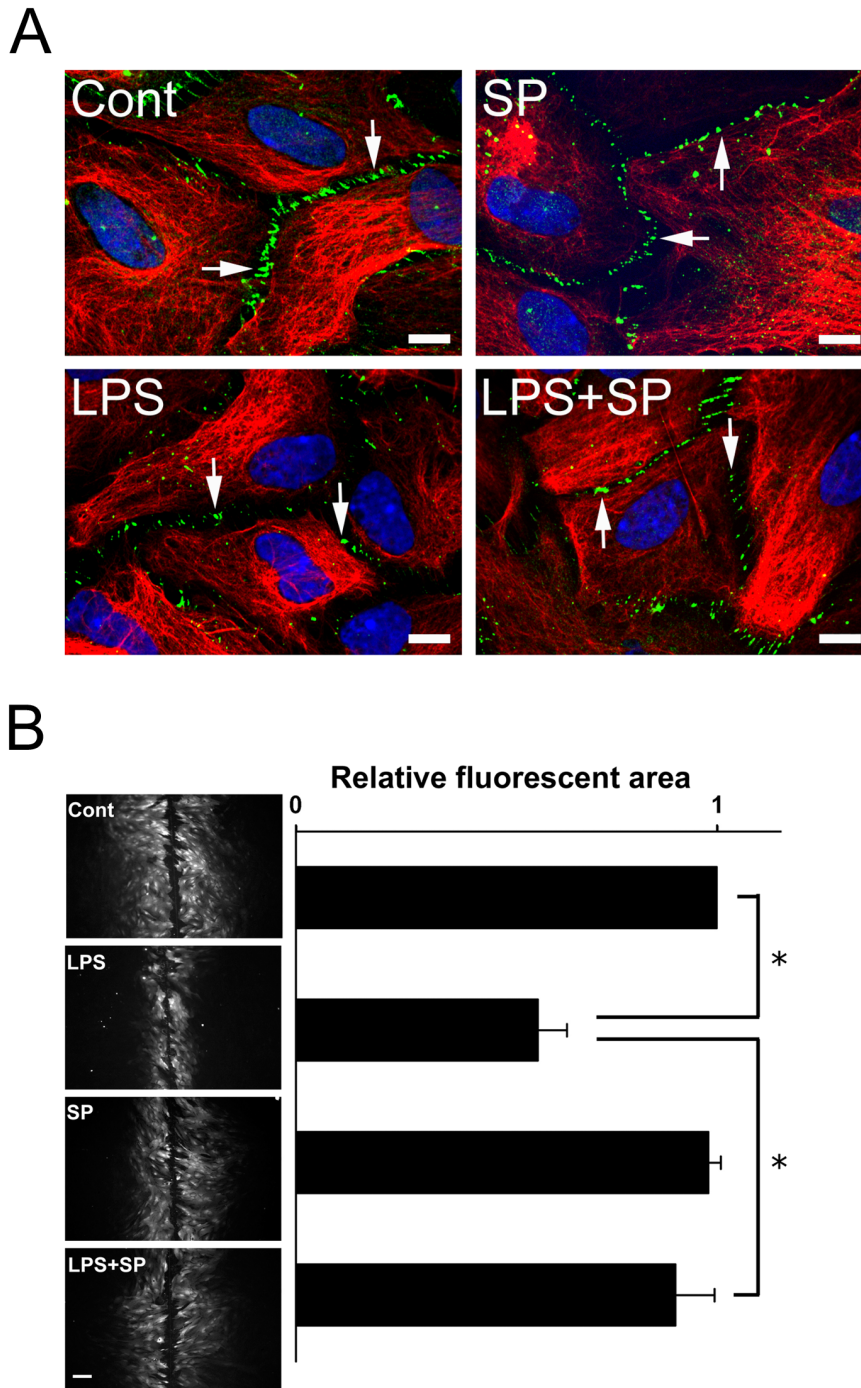 A
Cont
SP
LPS
LPS+SP
B
Relative fluorescent area
0 1
Cont
*
LPS
SP
*
LPS+SP